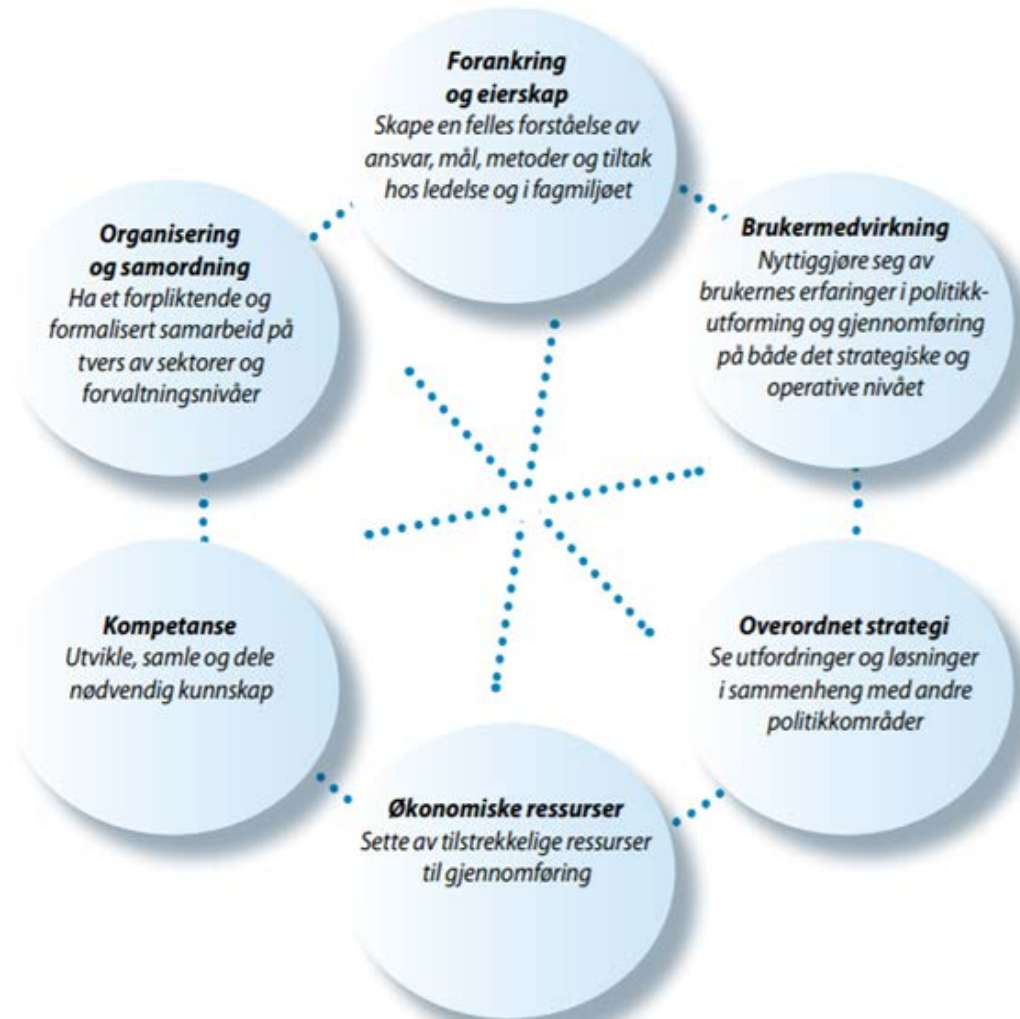 Forankring
og eierskap
Skape en felles forståelse av
ansvar, mål, metoder og tiltak
hos ledelse og i fagmiljøet
Brukermedvirkning
Nyttiggjøre seg av
brukernes erfaringer i politikk-
utforming og gjennomføring
på både det strategiske og
operative nivået
Overordnet strategi
Se utfordringer og løsninger
i sammenheng med andre
politikkområder
Økonomiske ressurser
Sette av tilstrekkelige ressurser
til gjennomføring
Kompetanse
Utvikle, samle og dele
nødvendig kunnskap
Organisering
og samordning
Ha et forpliktende og
formalisert samarbeid på
tvers av sektorer og
forvaltningsnivåer